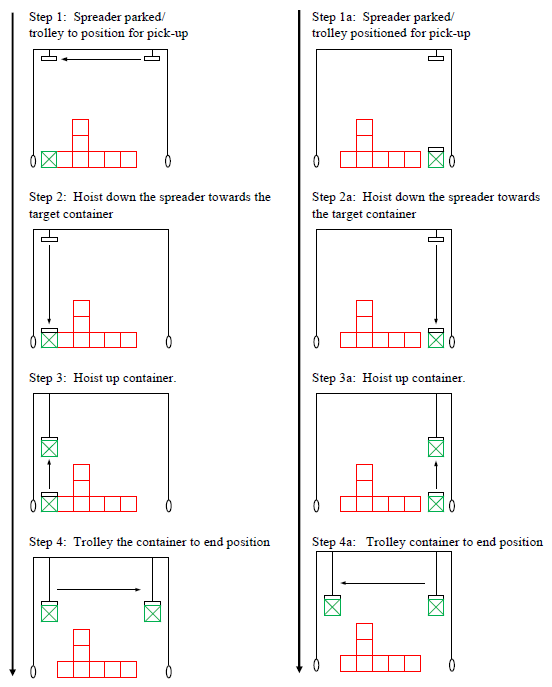 Step 1:  Spreader parked/
trolley to position for pick-up
Step 2:  Hoist down the spreader towards the
target container
Step 3:  Hoist up container.
Step 4:  Trolley the container to end position
Step 1a:  Spreader parked/
trolley positioned for pick-up
Step 2a:  Hoist down the spreader towards
the target container
Step 3a:  Hoist up container.
Step 4a:   Trolley container to end position